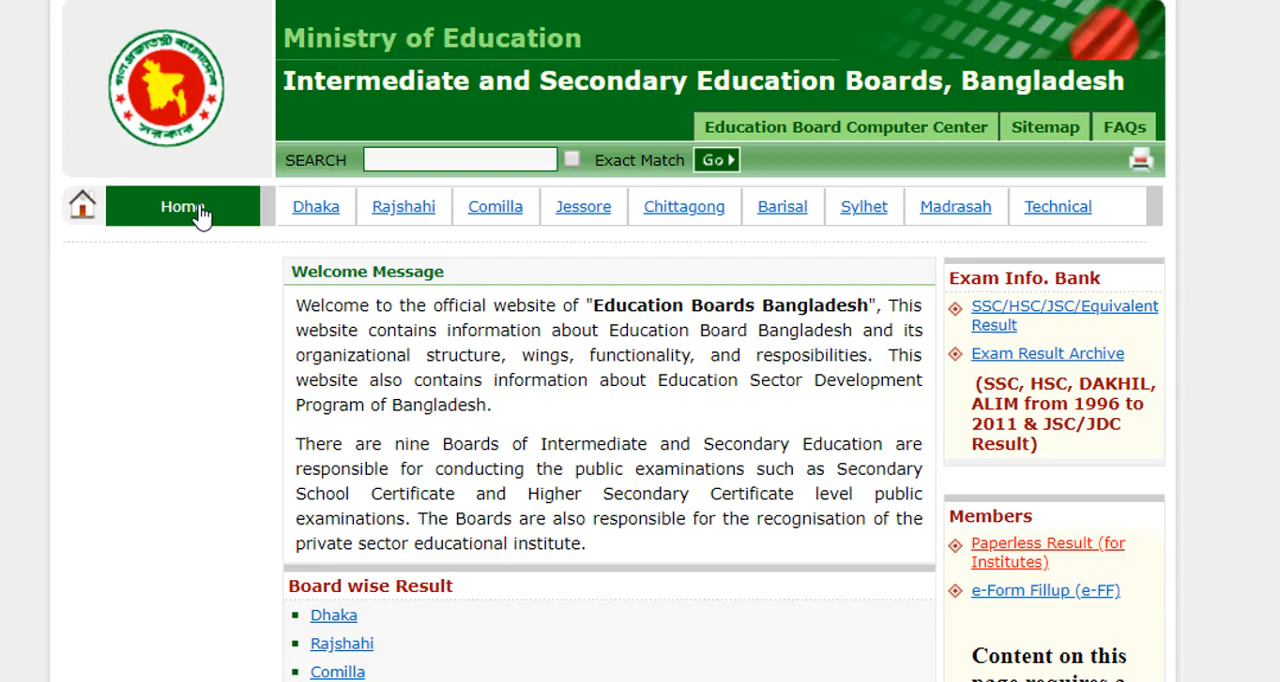 গণপ্রজাতন্ত্রী বাংলাদেশ
সরকার
Ministry of Education
Intermediate and Secondary Education Boards, Bangladesh
Education Board Computer Center Sitemap FAQs
SEARCH Exact Match Go
Home Dhaka Rajshahi Comilla Jessore Chittagong Barisal Sylhet Madrasah Technical
Welcome Message
Welcome to the official website of "Education Boards Bangladesh", This
website contains information about Education Board Bangladesh and its
organizational structure, wings, functionality, and resposibilities. This
website also contains information about Education Sector Development
Program of Bangladesh.
There are nine Boards of Intermediate and Secondary Education are
responsible for conducting the public examinations such as Secondary
School Certificate and Higher Secondary Certificate level public
examinations. The Boards are also responsible for the recognisation of the
private sector educational institute.
Board wise Result
Dhaka
Rajshahi
Comilla
Exam Info. Bank
SSC/HSC/JSC/Equivalent
Result
Exam Result Archive
(SSC, HSC, DAKHIL,
ALIM from 1996 to
2011 & JSC/JDC
Result)
Members
Paperless Result (for
Institutes)
e-Form Fillup (e-FF)
Content on this
page requires a